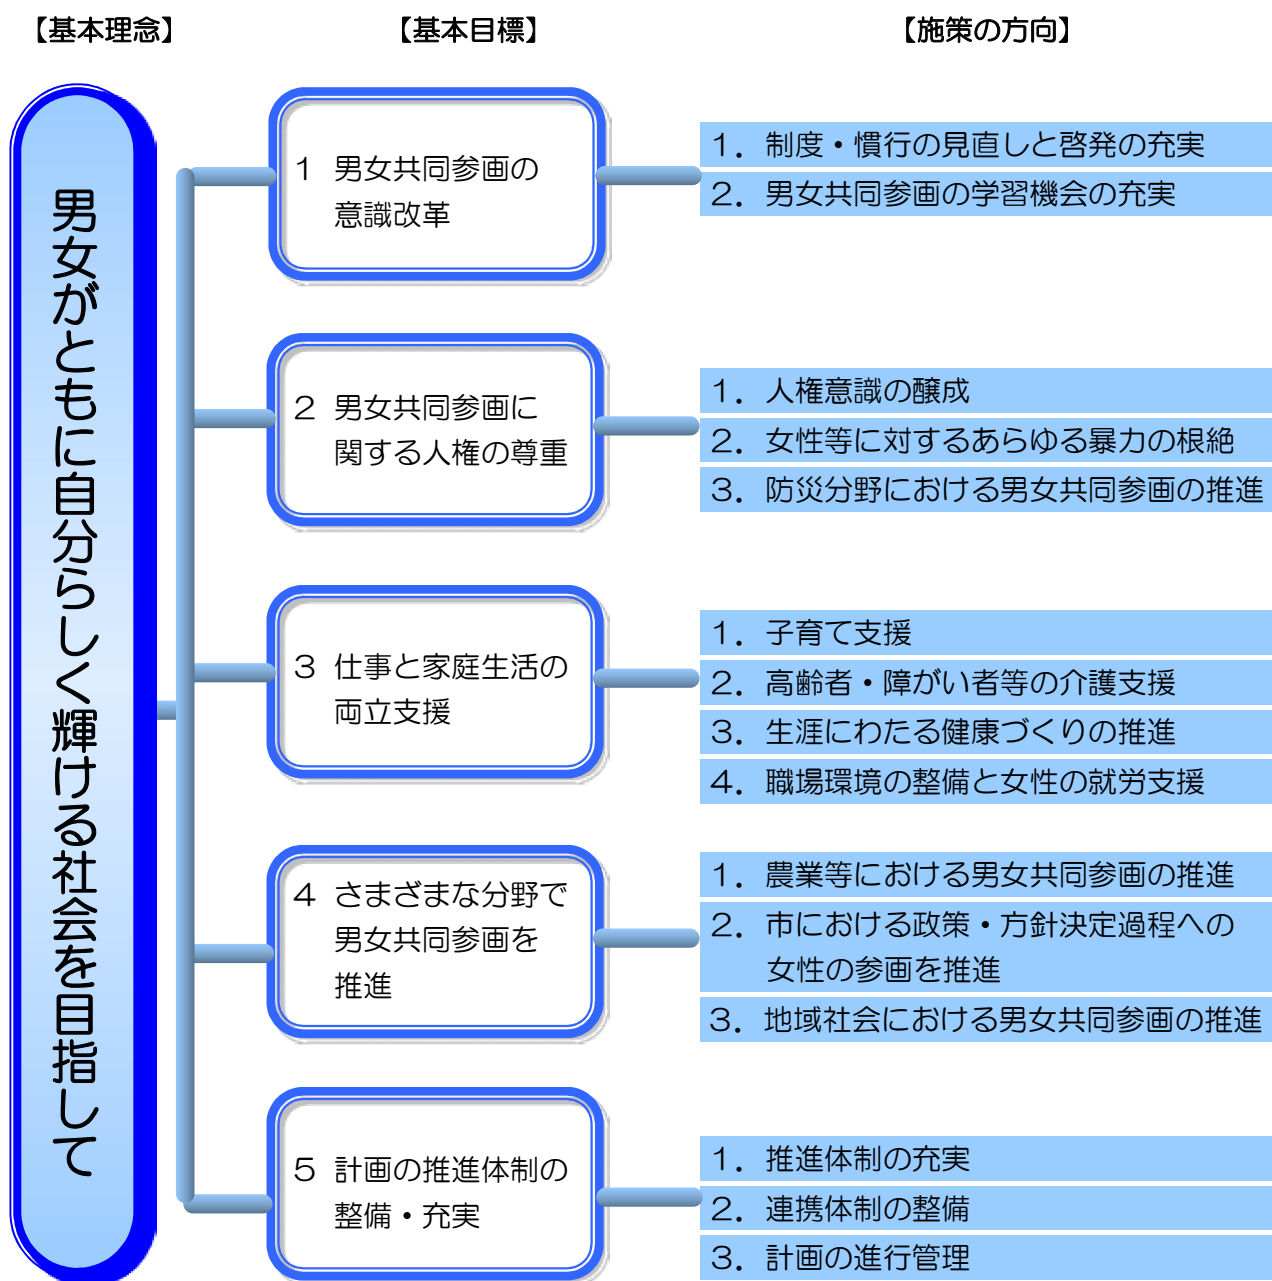 【基本理念】
【基本目標】
【施策の方向】
男女がともに自分らしく輝ける社会を目指して
１ 男女共同参画の
意識改革
１．制度・慣行の見直しと啓発の充実
２．男女共同参画の学習機会の充実
２ 男女共同参画に
関する人権の尊重
１．人権意識の醸成
２．女性等に対するあらゆる暴力の根絶
３．防災分野における男女共同参画の推進
３ 仕事と家庭生活の
両立支援
１．子育て支援
２．高齢者・障がい者等の介護支援
３．生涯にわたる健康づくりの推進
４．職場環境の整備と女性の就労支援
４ さまざまな分野で
男女共同参画を
推進
１．農業等における男女共同参画の推進
２．市における政策・方針決定過程への
女性の参画を推進
３．地域社会における男女共同参画の推進
５ 計画の推進体制の
整備・充実
１．推進体制の充実
２．連携体制の整備
３．計画の進行管理